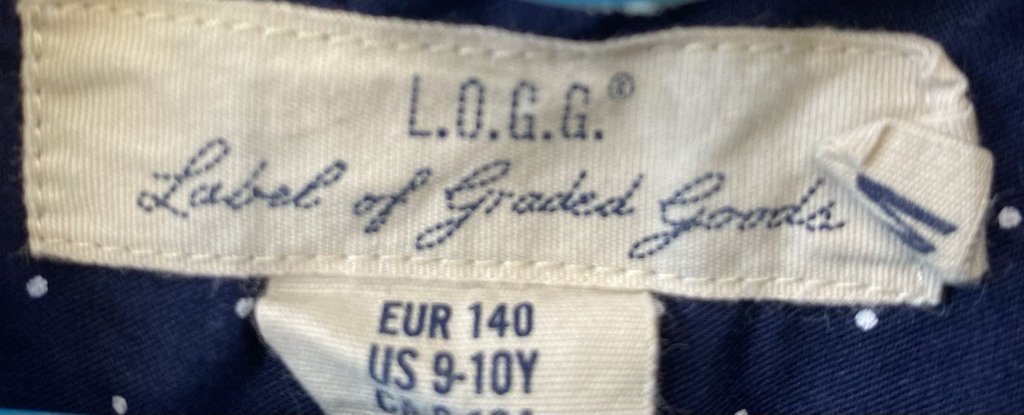 L.O.G.G.®
Label of Graded Goods
EUR 140
US 9-10Y